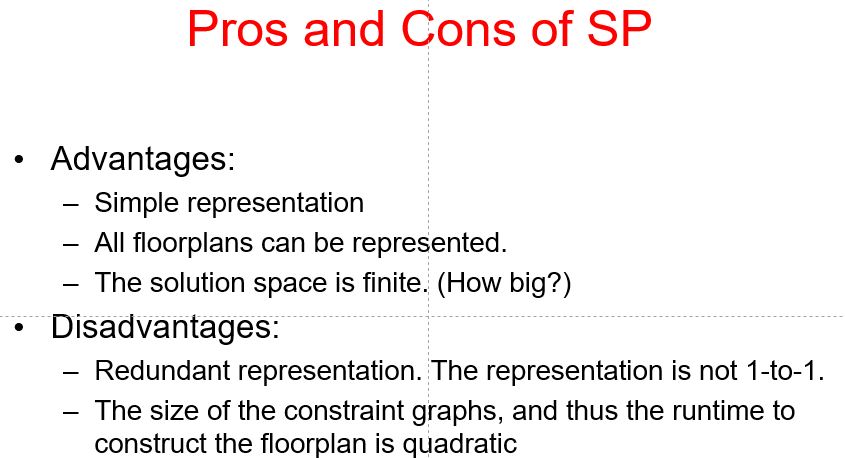 Pros and Cons of SP
• Advantages:
– Simple representation
– All floorplans can be represented.
– The solution space is finite. (How big?)
• Disadvantages:
– Redundant representation. The representation is not 1-to-1.
– The size of the constraint graphs, and thus the runtime to
construct the floorplan is quadratic